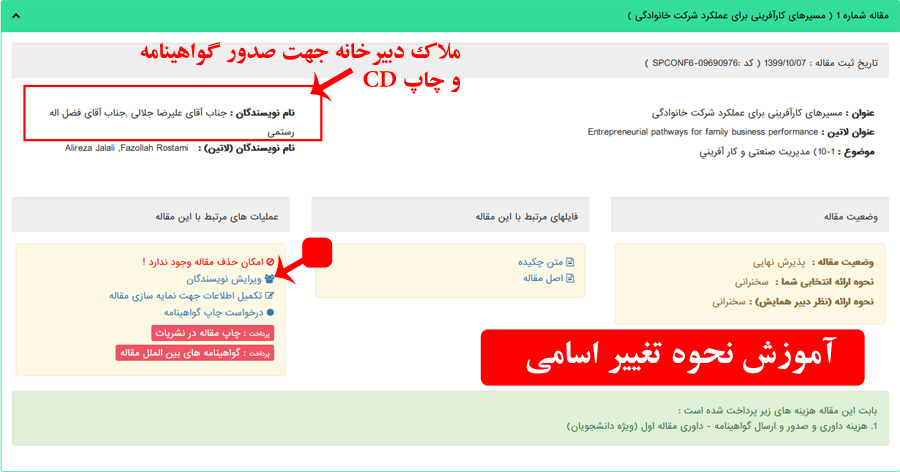 مقاله شماره 1 ( مسیرهای کارآفرینی برای عملکرد شرکت خانوادگی )
تاریخ ثبت مقاله : 1399/10/07 ( کد :SPCONF6-09690976 )
ملاک دبیرخانه جهت صدور گواهینامه
و چاپ CD
عنوان : مسیرهای کارآفرینی برای عملکرد شرکت خانوادگی
عنوان لاتین : Entrepreneurial pathways for family business performance
موضوع : 1-10) مدیریت صنعتی و کار آفریني
نام نویسندگان : جناب آقای علیرضا جلالی ,جناب آقای فضل اله
رستمی
نام نویسندگان (لاتین) : Alireza Jalali ,Fazollah Rostami
وضعیت مقاله
وضعیت مقاله : پذیرش نهایی
نحوه ارائه انتخابی شما : سخنرانی
نحوه ارائه (نظر دبیر همایش) : سخنرانی
فایلهای مرتبط با این مقاله
متن چکیده
اصل مقاله
عملیات های مرتبط با این مقاله
امکان حذف مقاله وجود ندارد !
ویرایش نویسندگان
تکمیل اطلاعات جهت نمایه سازی مقاله
درخواست چاپ گواهینامه
پرداخت : چاپ مقاله در نشریات
پرداخت : گواهینامه های بین الملل مقاله
آموزش نحوه تغییر اسامی
بابت این مقاله هزینه های زیر پرداخت شده است :
1. هزینه داوری و صدور و ارسال گواهینامه - داوری مقاله اول (ویژه دانشجویان)